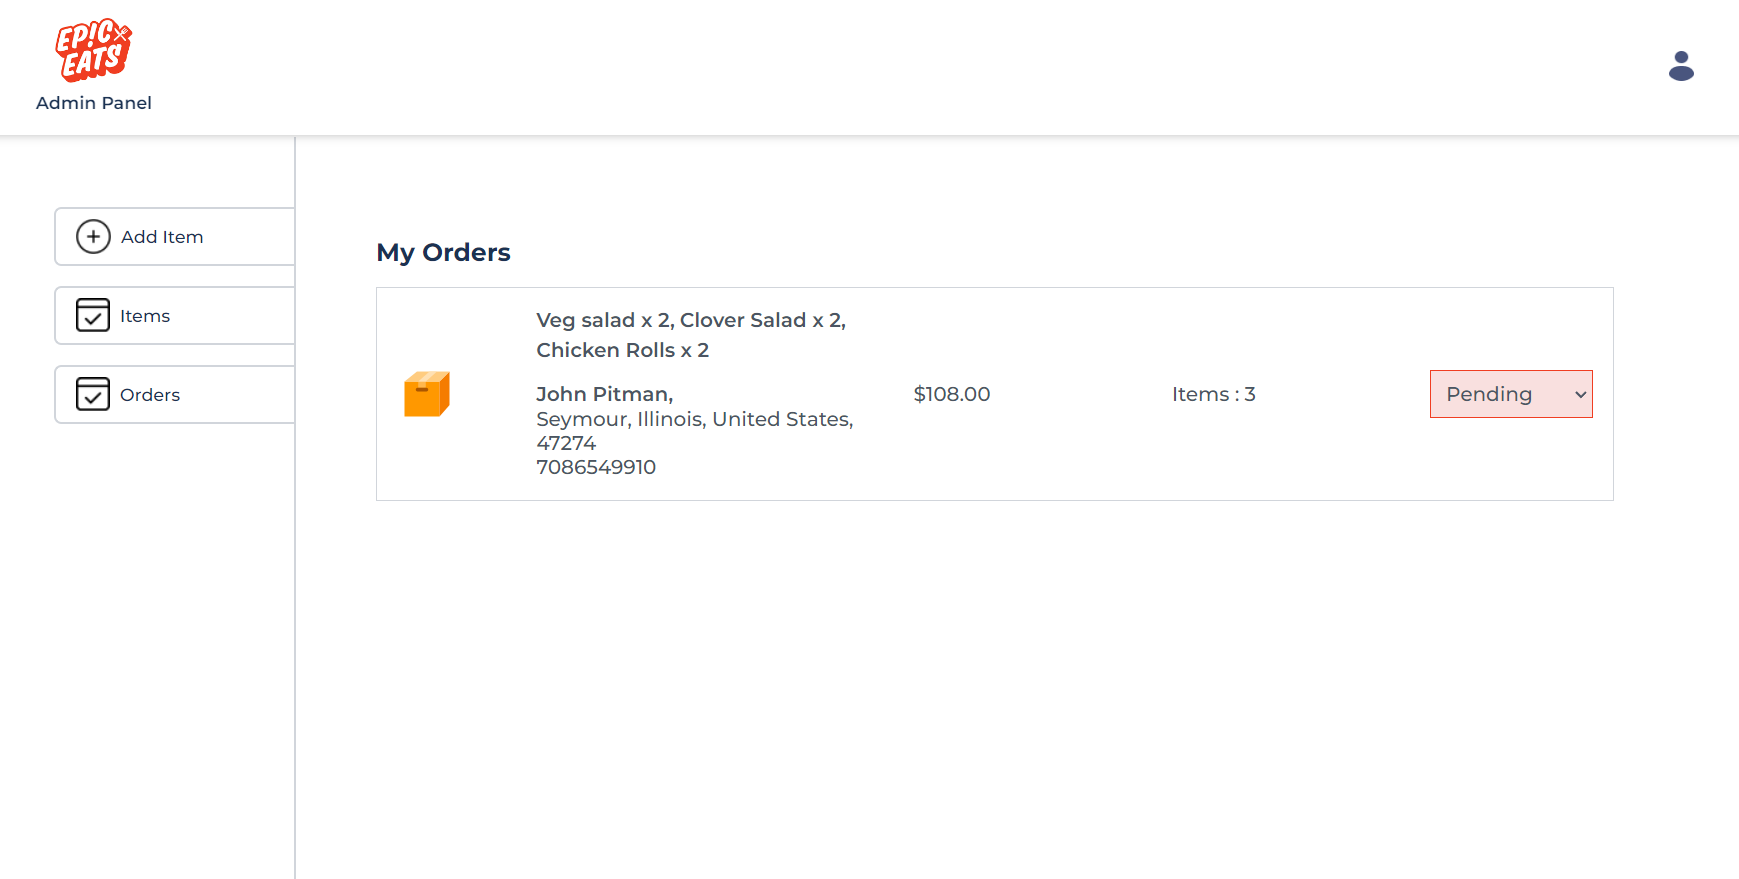 EPIC
EATS
Admin Panel
Add Item
Items
Orders
My Orders
Veg salad x 2, Clover Salad x 2,
Chicken Rolls x 2
John Pitman,
Seymour, Illinois, United States,
47274
7086549910
$108.00
Items : 3
Pending